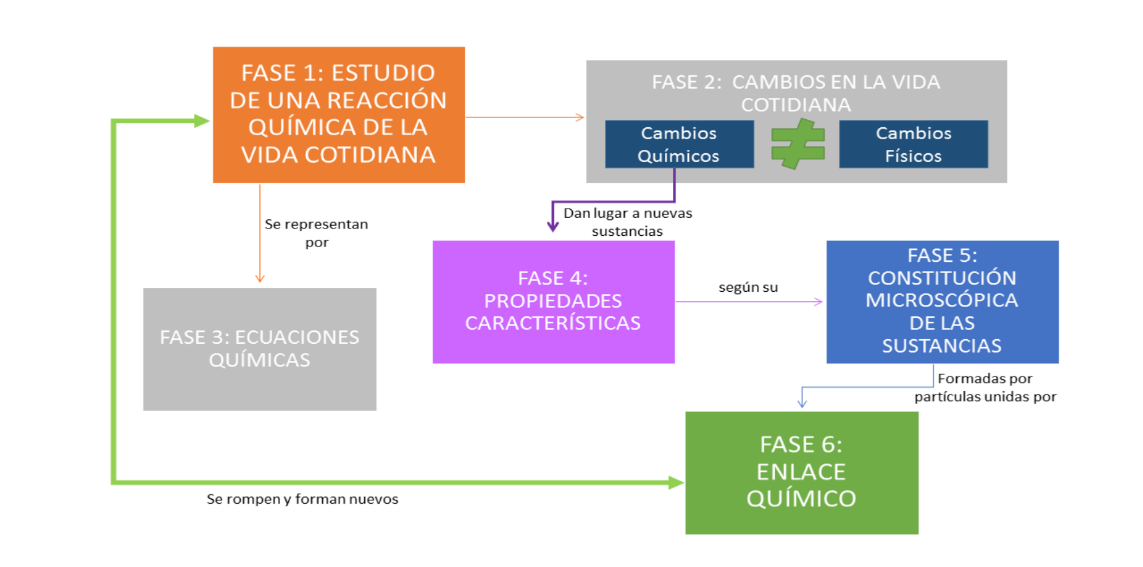 FASE 1: ESTUDIO
DE UNA REACCIÓN
QUÍMICA DE LA
VIDA COTIDIANA
FASE 2: CAMBIOS EN LA VIDA
COTIDIANA
Cambios
Químicos
Cambios
Físicos
Se representan
por
Dan lugar a nuevas
sustancias
FASE 3: ECUACIONES
QUÍMICAS
FASE 4:
PROPIEDADES
CARACTERÍSTICAS
según su
FASE 5:
CONSTITUCIÓN
MICROSCÓPICA
DE LAS
SUSTANCIAS
Formadas por
partículas unidas por
FASE 6:
ENLACE
QUÍMICO
Se rompen y forman nuevos